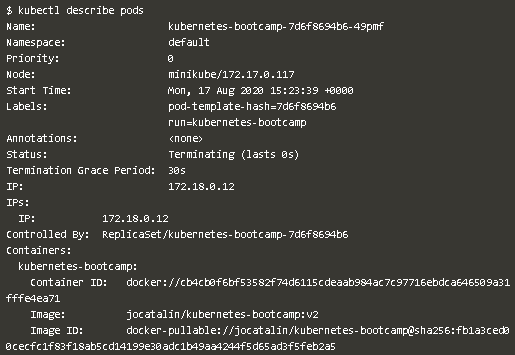 $ kubectl describe pods
Name: kubernetes-bootcamp-7d6f8694b6-49pmf
Namespace: default
Priority: 0
Node: minikube/172.17.0.117
Start Time: Mon, 17 Aug 2020 15:23:39 +0000
Labels: pod-template-hash=7d6f8694b6
run=kubernetes-bootcamp
Annotations: <none>
Status: Terminating (lasts 0s)
Termination Grace Period: 30s
IP: 172.18.0.12
IPs:
IP: 172.18.0.12
Controlled By: ReplicaSet/kubernetes-bootcamp-7d6f8694b6
Containers:
kubernetes-bootcamp:
Container ID: docker://cb4cb0f6bf53582f74d6115cdeaab984ac7c97716ebdca646509a31
fffe4ea71
Image: jocatalin/kubernetes-bootcamp:v2
Image ID: docker-pullable://jocatalin/kubernetes-bootcamp@sha256:fb1a3ced0
0cecfc1f83f18ab5cd14199e30adc1b49aa4244f5d65ad3f5feb2a5